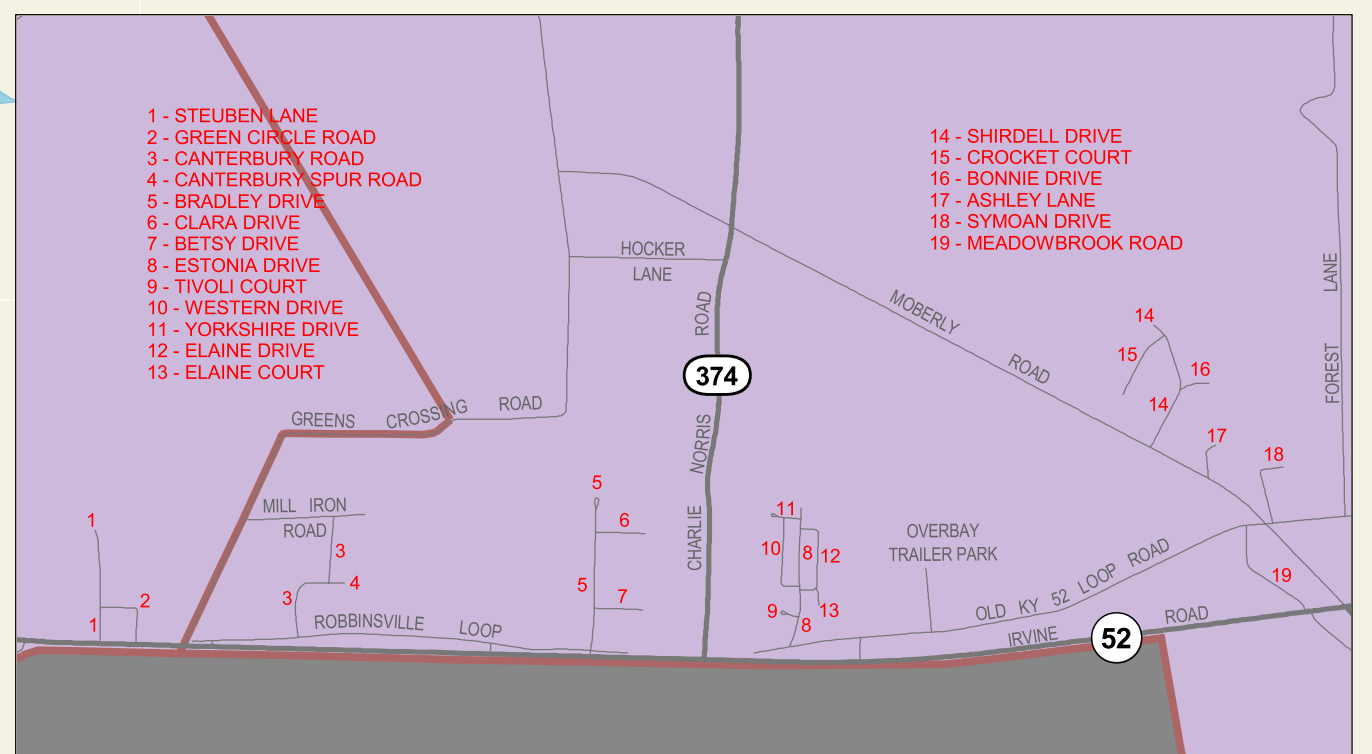 1 - STEUBEN LANE
2 - GREEN CIRCLE ROAD
3 - CANTERBURY ROAD
4 - CANTERBURY SPUR ROAD
5 - BRADLEY DRIVE
6 - CLARA DRIVE
7 - BETSY DRIVE
8 - ESTONIA DRIVE
9 - TIVOLI COURT
10 - WESTERN DRIVE
11 - YORKSHIRE DRIVE
12 - ELAINE DRIVE
13 - ELAINE COURT
14 - SHIRDELL DRIVE
15 - CROCKET COURT
16 - BONNIE DRIVE
17 - ASHLEY LANE
18 - SYMOAN DRIVE
19 - MEADOWBROOK ROAD
HOCKER
LANE
CHARLIE NORRIS ROAD
374
MOBERLY ROAD
FOREST LANE
14
15
16
14
17
18
GREENS CROSSING ROAD
MILL IRON
ROAD
1
2
1
3
4
3
5
6
5
7
11
10
8
12
9
13
8
OVERBAY
TRAILER PARK
ROBBINSVILLE LOOP
OLD KY 52 LOOP ROAD
19
IRVINE ROAD
52